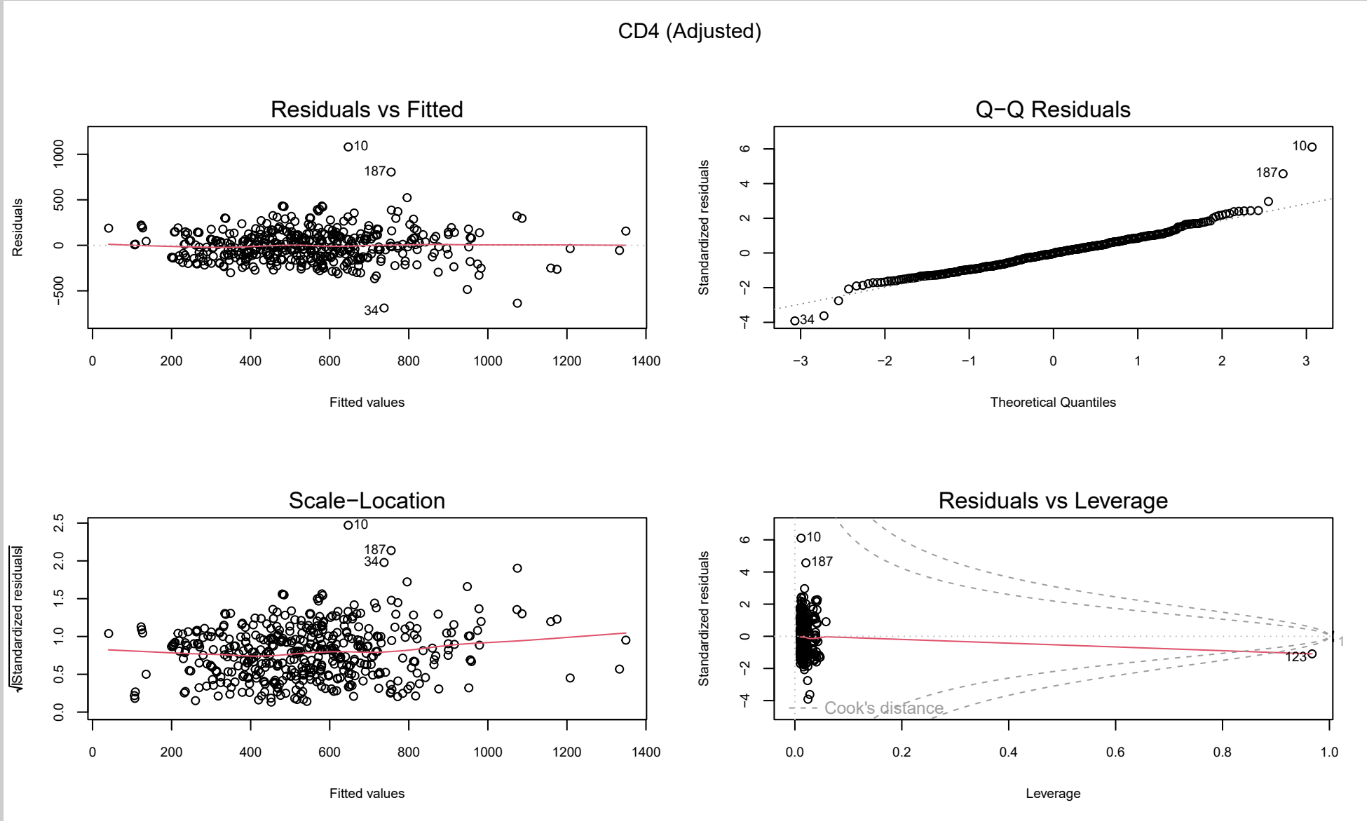 CD4 (Adjusted)
Residuals vs Fitted
Residuals
1000
500
0
−500
10
187
34
0 200 400 600 800 1000 1200 1400
Fitted values
Q−Q Residuals
Standardized residuals
6
4
2
0
−2
−4
10
187
34
−3 −2 −1 0 1 2 3
Theoretical Quantiles
Scale−Location
√|Standardized residuals|
2.5
2.0
1.5
1.0
0.5
0.0
10
187
34
0 200 400 600 800 1000 1200 1400
Fitted values
Residuals vs Leverage
Standardized residuals
6
4
2
0
−2
−4
10
187
123
Cook's distance
0.0 0.2 0.4 0.6 0.8 1.0
Leverage